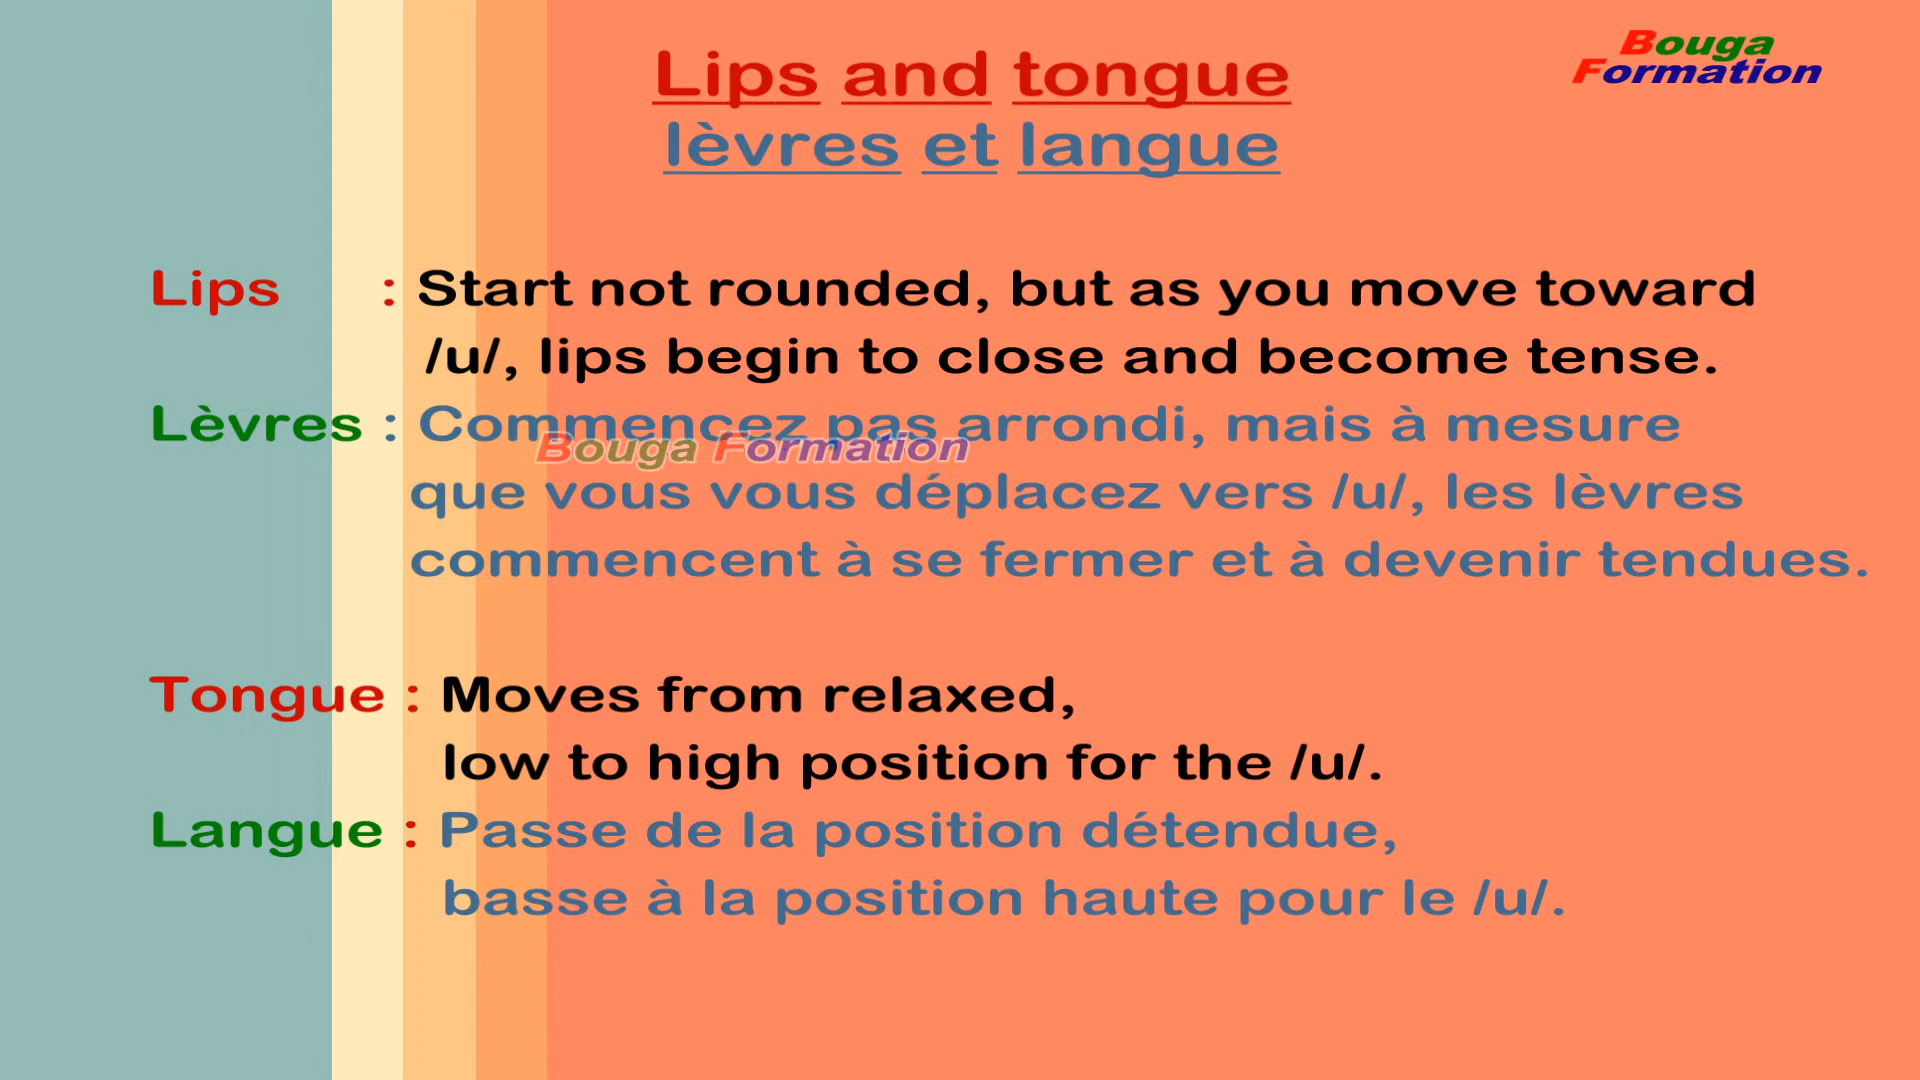 Lips and tongue
lèvres et langue
Bouga
Formation
Lips : Start not rounded, but as you move toward
/u/, lips begin to close and become tense.
Lèvres : Commencez pas arrondi, mais à mesure
Bouga Formation
que vous vous déplacez vers /u/, les lèvres
commencent à se fermer et à devenir tendues.
Tongue : Moves from relaxed,
low to high position for the /u/.
Langue : Passe de la position détendue,
basse à la position haute pour le /u/.